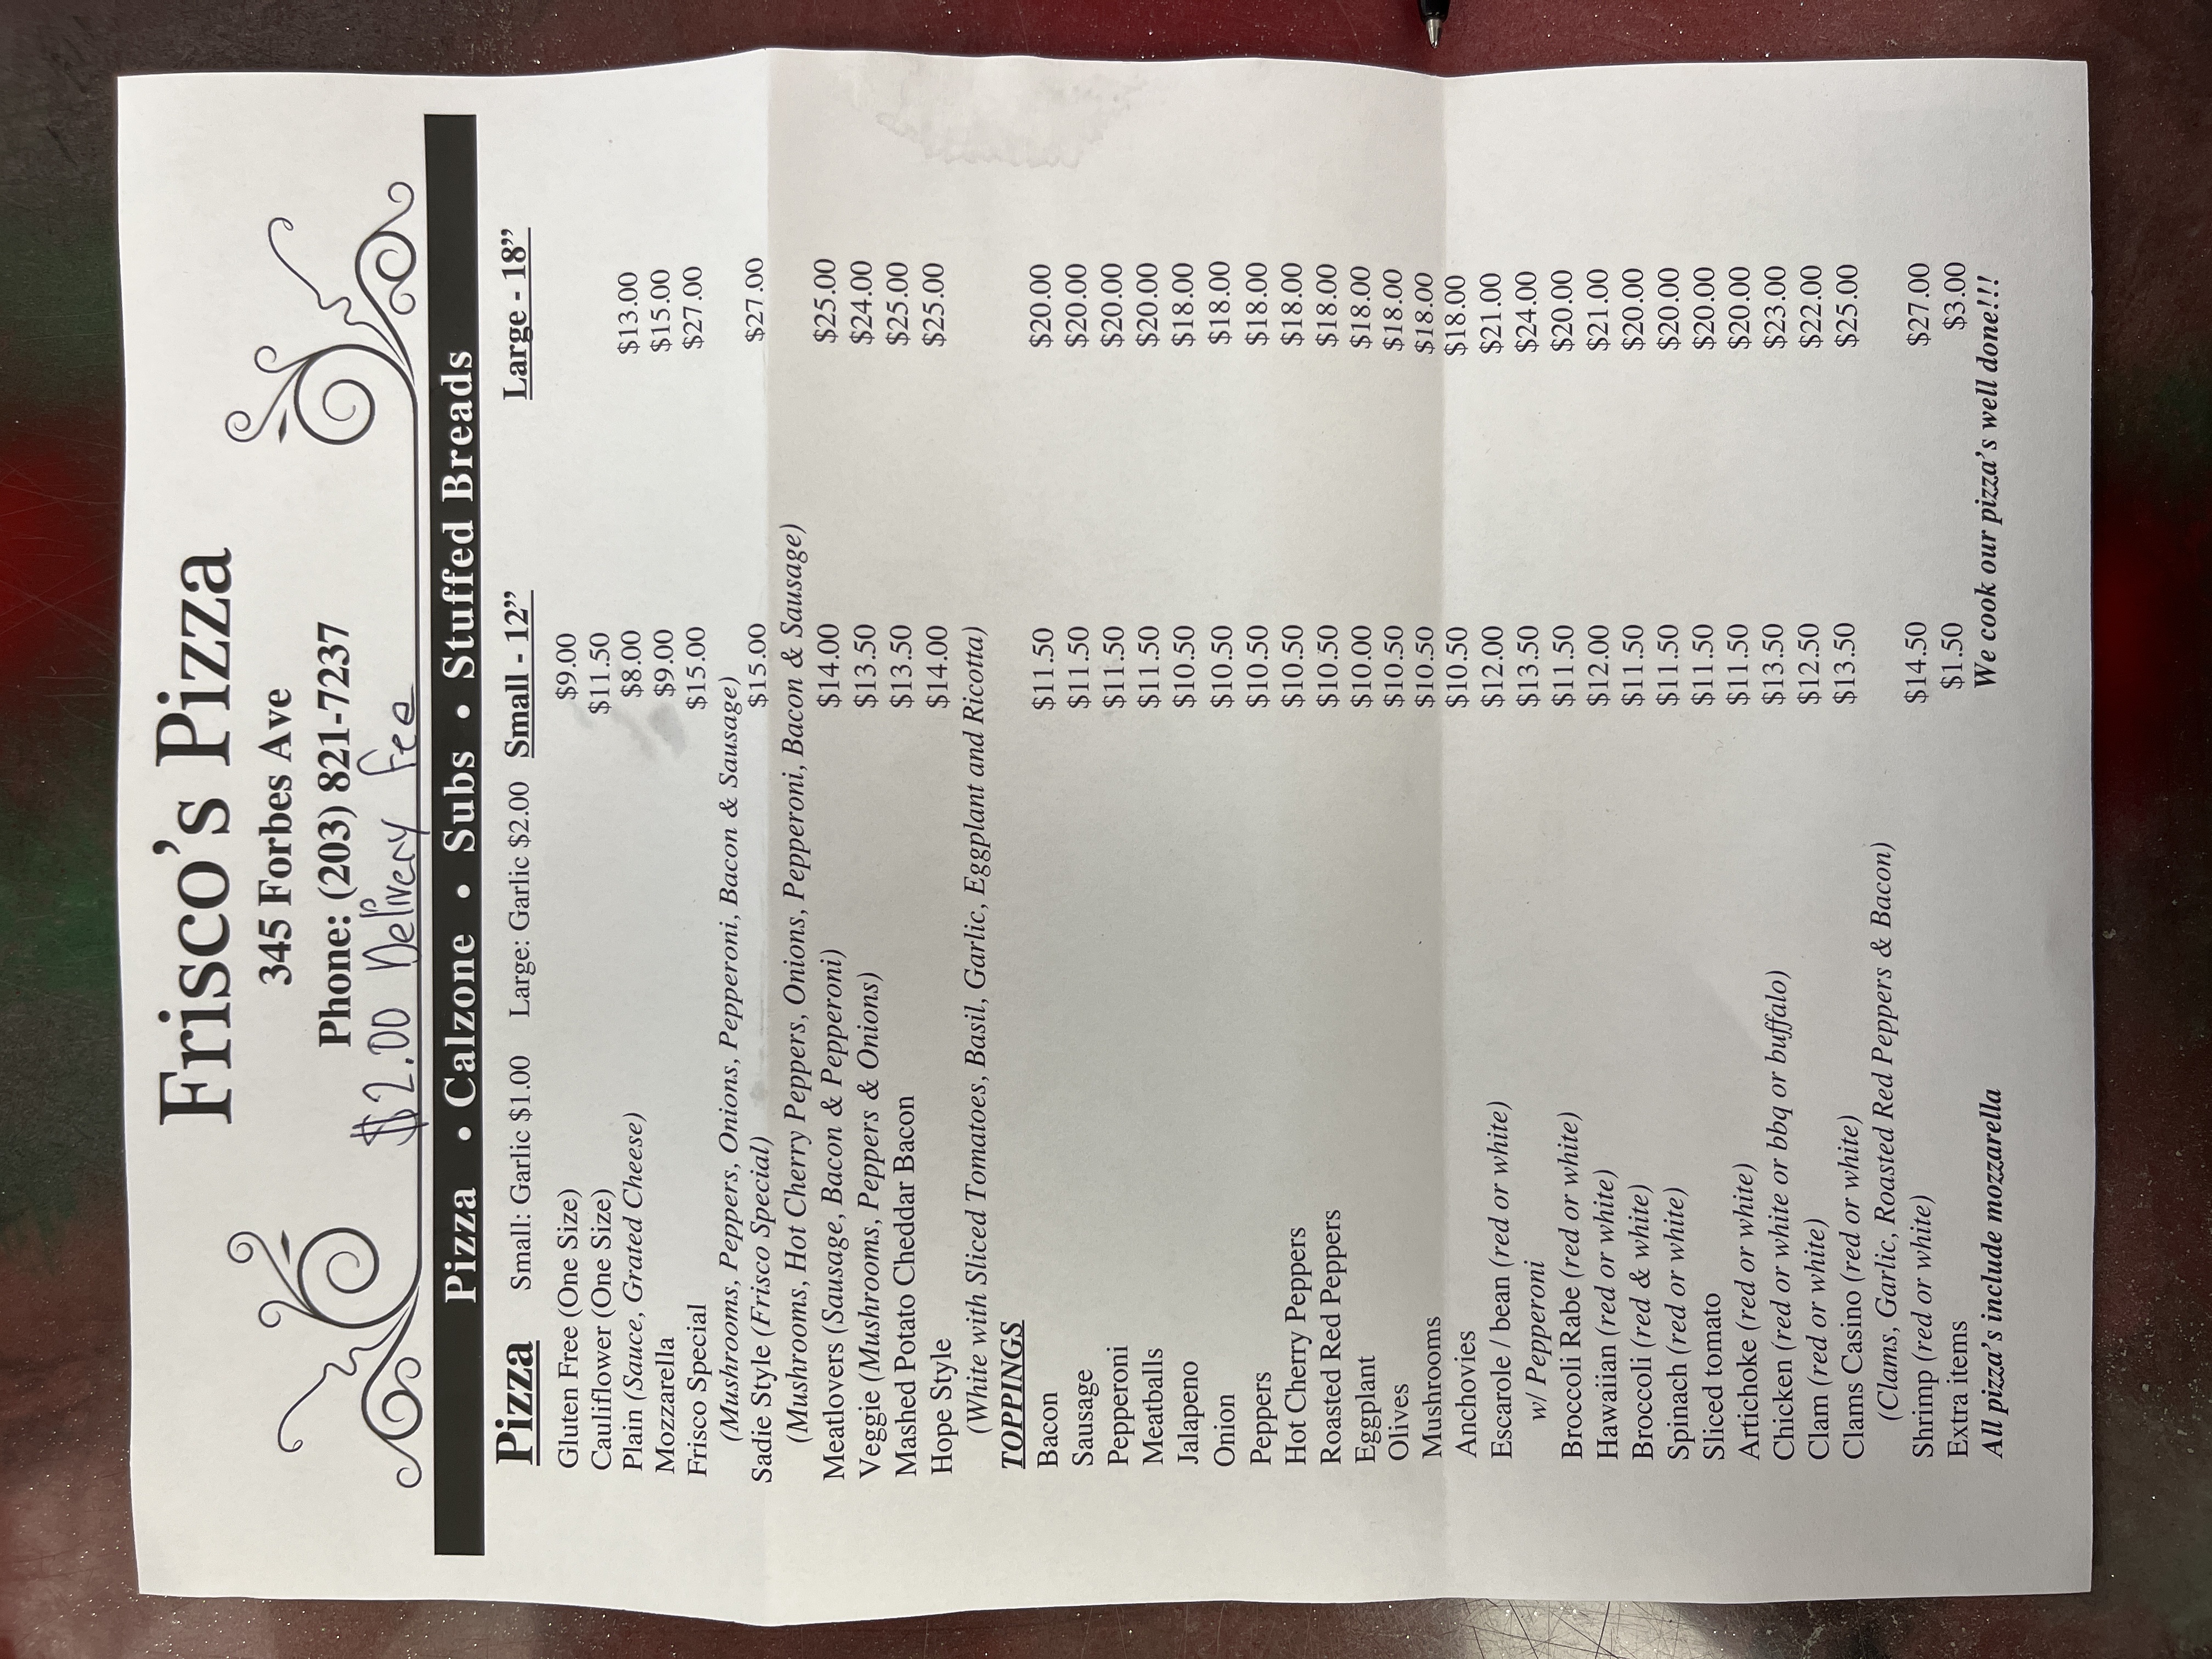 Frisco's Pizza
345 Forbes Ave
Phone: (203) 821-7237
$2.00 Delivery fee
Pizza • Calzone • Subs • Stuffed Breads
Pizza Small: Garlic $1.00 Large: Garlic $2.00 Small - 12” Large - 18”
Gluten Free (One Size) $9.00
Cauliflower (One Size) $11.50
Plain (Sauce, Grated Cheese) $8.00 $13.00
Mozzarella $9.00 $15.00
Frisco Special $15.00 $27.00
(Mushrooms, Peppers, Onions, Pepperoni, Bacon & Sausage)
Sadie Style (Frisco Special) $15.00 $27.00
(Mushrooms, Hot Cherry Peppers, Onions, Pepperoni, Bacon & Sausage)
Meatlovers (Sausage, Bacon & Pepperoni) $14.00 $25.00
Veggie (Mushrooms, Peppers & Onions) $13.50 $24.00
Mashed Potato Cheddar Bacon $13.50 $25.00
Hope Style $14.00 $25.00
(White with Sliced Tomatoes, Basil, Garlic, Eggplant and Ricotta)
TOPPINGS
Bacon $11.50 $20.00
Sausage $11.50 $20.00
Pepperoni $11.50 $20.00
Meatballs $11.50 $20.00
Jalapeno $10.50 $18.00
Onion $10.50 $18.00
Peppers $10.50 $18.00
Hot Cherry Peppers $10.50 $18.00
Roasted Red Peppers $10.50 $18.00
Eggplant $10.00 $18.00
Olives $10.50 $18.00
Mushrooms $10.50 $18.00
Anchovies $10.50 $18.00
Escarole / bean (red or white) $12.00 $21.00
w/ Pepperoni $13.50 $24.00
Broccoli Rabe (red or white) $11.50 $20.00
Hawaiian (red or white) $12.00 $21.00
Broccoli (red & white) $11.50 $20.00
Spinach (red or white) $11.50 $20.00
Sliced tomato $11.50 $20.00
Artichoke (red or white) $11.50 $20.00
Chicken (red or white or bbq or buffalo) $13.50 $23.00
Clam (red or white) $12.50 $22.00
Clams Casino (red or white) $13.50 $25.00
(Clams, Garlic, Roasted Red Peppers & Bacon)
Shrimp (red or white) $14.50 $27.00
Extra items $1.50 $3.00
All pizza's include mozzarella We cook our pizza's well done!!!